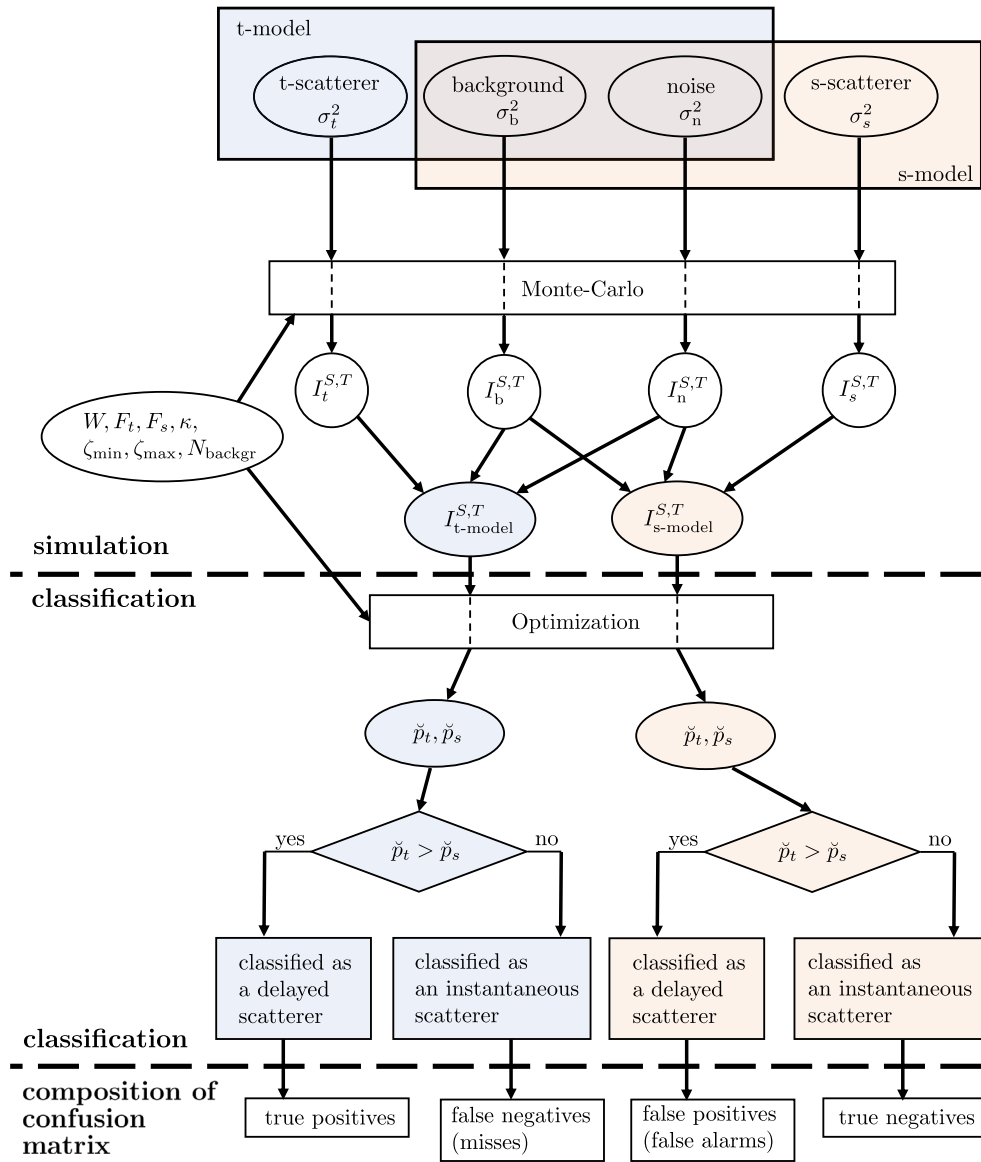 t-model
t-scatterer
σ_t^2
background
σ_b^2
noise
σ_n^2
s-scatterer
σ_s^2
s-model
Monte-Carlo
I_t^{S,T}
I_b^{S,T}
I_n^{S,T}
I_s^{S,T}
W, F_t, F_s, κ,
ζ_min, ζ_max, N_backgr
I_{t-model}^{S,T}
I_{s-model}^{S,T}
simulation
classification
Optimization
p̆_t, p̆_s
p̆_t, p̆_s
yes
p̆_t > p̆_s
no
yes
p̆_t > p̆_s
no
classified as
a delayed
scatterer
classified as
an instantaneous
scatterer
classified as
a delayed
scatterer
classified as
an instantaneous
scatterer
classification
composition of
confusion
matrix
true positives
false negatives
(misses)
false positives
(false alarms)
true negatives